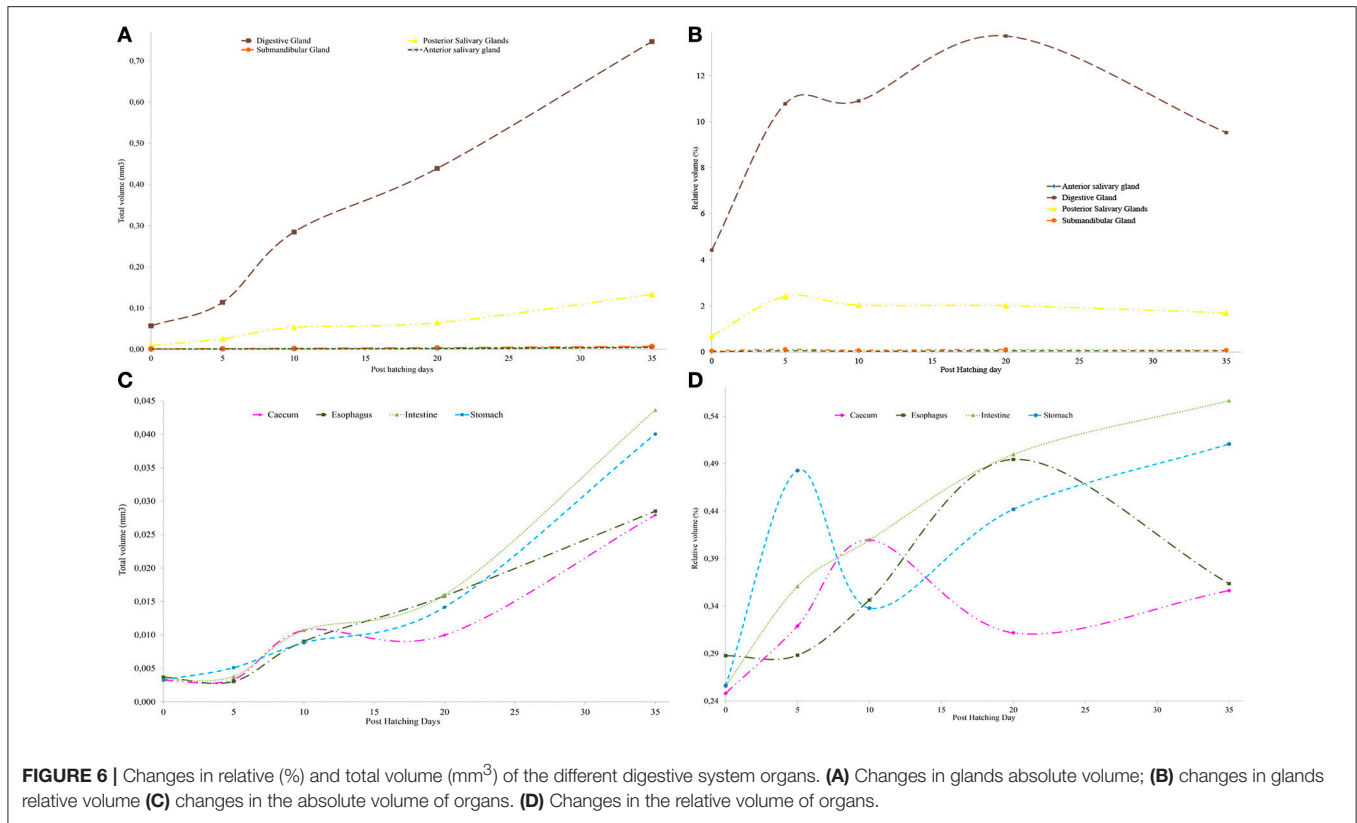 A
Digestive Gland
Posterior Salivary Glands
Submandibular Gland
Anterior salivary gland
Total volume (mm3)
0,70
0,60
0,50
0,40
0,30
0,20
0,10
0,00
0 5 10 15 20 25 30 35
Post hatching days
B
Relative volume (%)
12
10
8
6
4
2
0
Anterior salivary gland
Digestive Gland
Posterior Salivary Glands
Submandibular Gland
0 5 10 15 20 25 30 35
Post Hatching day
C
0,045
Caecum Esophagus Intestine Stomach
0,040
0,035
0,030
0,025
0,020
0,015
0,010
0,005
0,000
Total volume (mm3)
0 5 10 15 20 25 30 35
Post Hatching Days
D
Caecum Esophagus Intestine Stomach
0,54
0,49
0,44
0,39
0,34
0,29
0,24
Relative volume (%)
0 5 10 15 20 25 30 35
Post Hatching Day
FIGURE 6 | Changes in relative (%) and total volume (mm³) of the different digestive system organs. (A) Changes in glands absolute volume; (B) changes in glands
relative volume (C) changes in the absolute volume of organs. (D) Changes in the relative volume of organs.